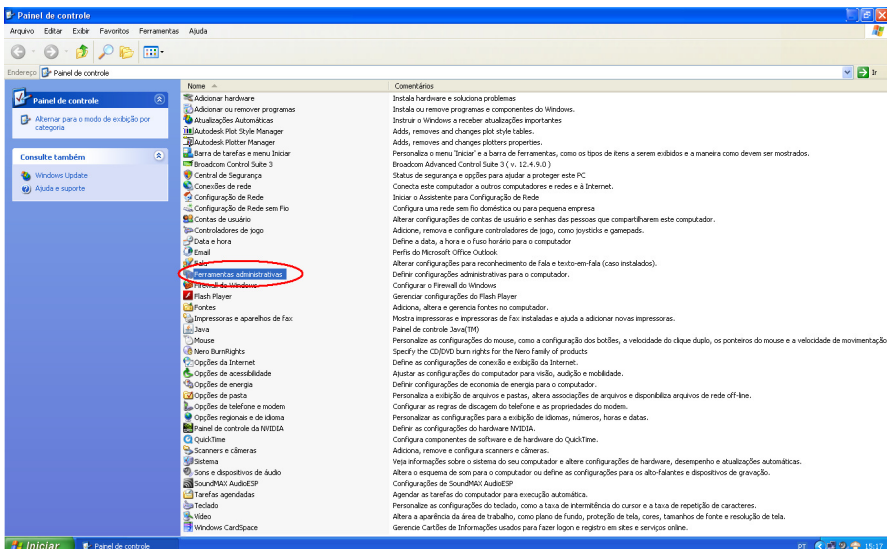 Painel de controle
Arquivo Editar Exibir Favoritos Ferramentas Ajuda
Endereço Painel de controle Ir
Painel de controle
Alternar para o modo de exibição por
categoria
Consulte também
Windows Update
Ajuda e suporte
Nome Comentários
Adicionar hardware Instala hardware e soluciona problemas
Adicionar ou remover programas Instala ou remove programas e componentes do Windows.
Atualizações Automáticas Instruir o Windows a receber atualizações importantes
Autodesk Plot Style Manager Adds, removes and changes plot style tables.
Autodesk Plotter Manager Adds, removes and changes plotters properties.
Barra de tarefas e menu Iniciar Personaliza o menu 'Iniciar' e a barra de ferramentas, como os tipos de itens a serem exibidos e a maneira como devem ser mostrados.
Broadcom Control Suite 3 Broadcom Advanced Control Suite 3 ( v. 12.4.9.0 )
Central de Segurança Status de segurança e opções para ajudar a proteger este PC
Conexões de rede Conecta este computador a outros computadores e redes e à Internet.
Configuração de Rede Iniciar o Assistente para Configuração de Rede
Configuração de Rede sem Fio Configura uma rede sem fio doméstica ou para pequena empresa
Contas de usuário Alterar configurações de contas de usuário e senhas das pessoas que compartilharem este computador.
Controladores de jogo Adicione, remova e configure controladores de jogo, como joysticks e gamepads.
Data e hora Define a data, a hora e o fuso horário para o computador
Email Perfis do Microsoft Office Outlook
Fala Alterar configurações para reconhecimento de fala e texto-em-fala (caso instalados).
Ferramentas administrativas Definir configurações administrativas para o computador.
Firewall do Windows Configurar o Firewall do Windows
Flash Player Gerenciar configurações do Flash Player
Fontes Adiciona, altera e gerencia fontes no computador.
Impressoras e aparelhos de fax Mostra impressoras e impressoras de fax instaladas e ajuda a adicionar novas impressoras.
Java Painel de controle Java(TM)
Mouse Personalize as configurações do mouse, como a configuração dos botões, a velocidade do clique duplo, os ponteiros do mouse e a velocidade de movimentação
Nero BurnRights Specify the CD/DVD burn rights for the Nero family of products
Opções da Internet Define as configurações de conexão e exibição da Internet.
Opções de acessibilidade Ajustar as configurações do computador para visão, audição e mobilidade.
Opções de energia Definir configurações de economia de energia para o computador.
Opções de pasta Personaliza a exibição de arquivos e pastas, altera associações de arquivos e disponibiliza arquivos de rede off-line.
Opções de telefone e modem Configurar as regras de discagem do telefone e as propriedades do modem.
Opções regionais e de idioma Personalizar as configurações para a exibição de idiomas, números, horas e datas.
Painel de controle da NVIDIA Definir as configurações do hardware NVIDIA.
QuickTime Configura componentes de software e de hardware do QuickTime.
Scanners e câmeras Adiciona, remove e configura scanners e câmeras.
Sistema Veja informações sobre o sistema do seu computador e altere configurações de hardware, desempenho e atualizações automáticas.
Sons e dispositivos de áudio Altera o esquema de som para o computador ou define as configurações para os alto-falantes e dispositivos de gravação.
SoundMAX AudioESP Configurações de SoundMAX AudioESP
Tarefas agendadas Agendar as tarefas do computador para execução automática.
Teclado Personalize as configurações do teclado, como a taxa de intermitência do cursor e a taxa de repetição de caracteres.
Vídeo Altera a aparência da área de trabalho, como plano de fundo, proteção de tela, cores, tamanhos de fonte e resolução de tela.
Windows CardSpace Gerencie Cartões de Informações usados para fazer logon e registro em sites e serviços online.
Iniciar Painel de controle PT 15:17